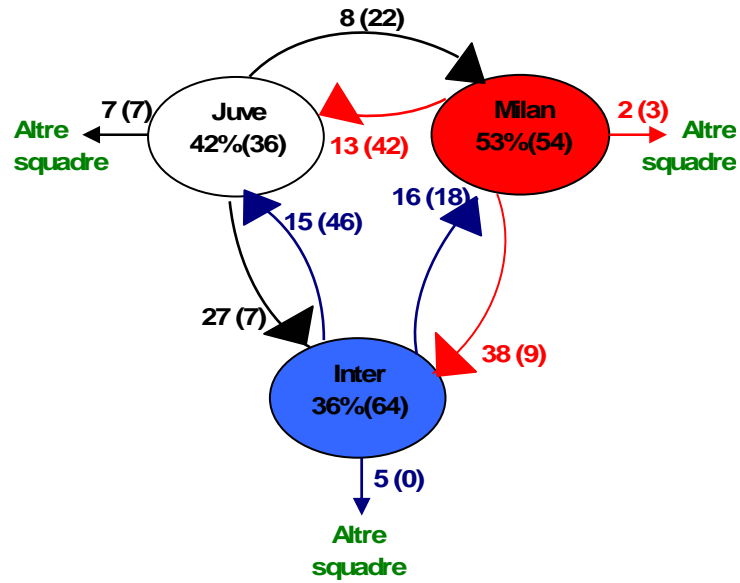 8 (22)
7 (7)
Altre
squadre
Juve
42%(36)
13 (42)
Milan
53%(54)
2 (3)
Altre
squadre
15 (46)
16 (18)
27 (7)
38 (9)
Inter
36%(64)
5 (0)
Altre
squadre